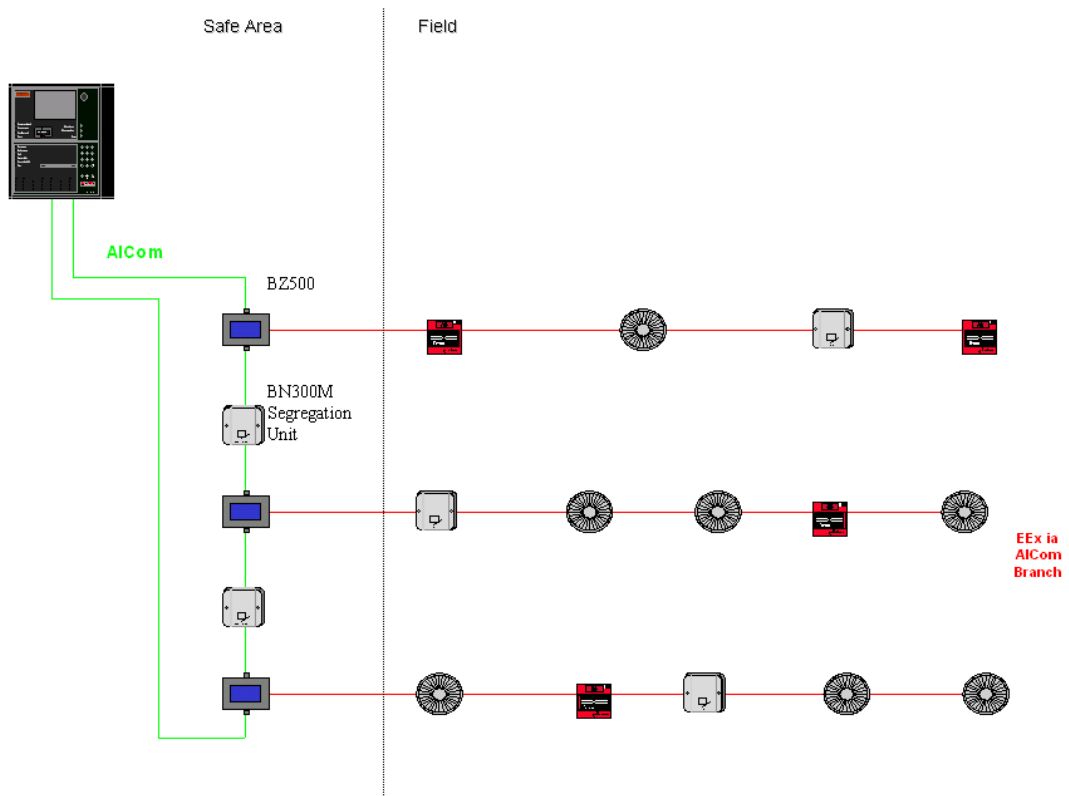 Safe Area
Field
AlCom
BZ500
BN300M
Segregation
Unit
EEx ia
AlCom
Branch